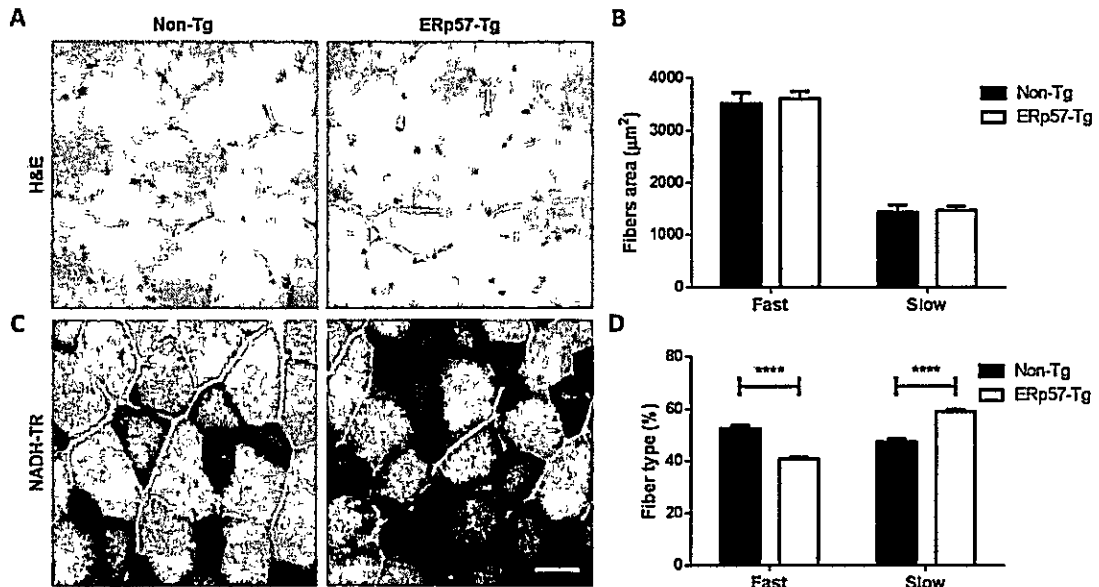 A
Non-Tg
ERp57-Tg
H&E
B
Fibers area (µm²)
4000
3000
2000
1000
0
Fast
Slow
Non-Tg
ERp57-Tg
C
NADH-TR
D
Fiber type (%)
80
60
40
20
0
****
****
Fast
Slow
Non-Tg
ERp57-Tg